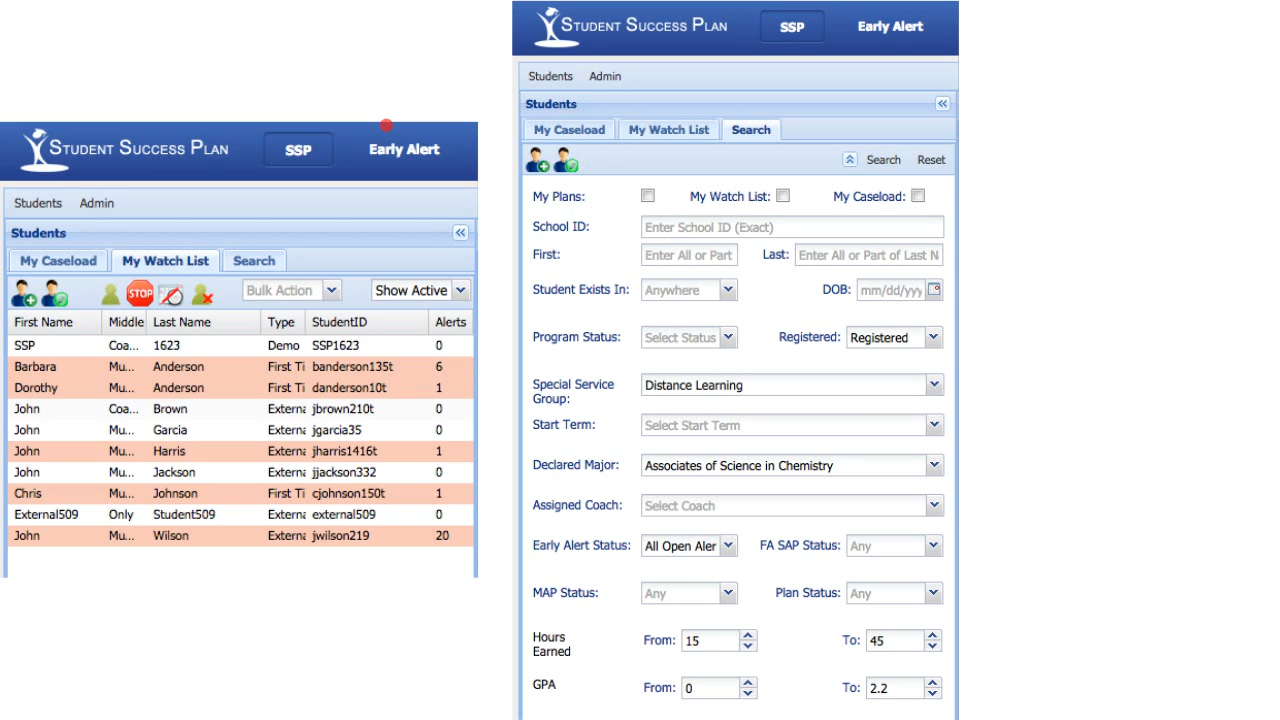 STUDENT SUCCESS PLAN SSP Early Alert
Students Admin
Students
My Caseload My Watch List Search
STOP Bulk Action Show Active
First Name Middle Last Name Type StudentID Alerts
SSP Coa... 1623 Demo SSP1623 0
Barbara Mu... Anderson First Ti banderson135t 6
Dorothy Mu... Anderson First Ti danderson10t 1
John Coa... Brown Externa jbrown210t 0
John Mu... Garcia Externa jgarcia35 0
John Mu... Harris Externa jharris1416t 1
John Mu... Jackson Externa jjackson332 0
Chris Mu... Johnson First Ti cjohnson150t 1
External509 Only Student509 Externa external509 0
John Mu... Wilson Externa jwilson219 20
STUDENT SUCCESS PLAN SSP Early Alert
Students Admin
Students
My Caseload My Watch List Search
Search Reset
My Plans: My Watch List: My Caseload:
School ID: Enter School ID (Exact)
First: Enter All or Part Last: Enter All or Part of Last N
Student Exists In: Anywhere DOB: mm/dd/yyy
Program Status: Select Status Registered: Registered
Special Service
Group: Distance Learning
Start Term: Select Start Term
Declared Major: Associates of Science in Chemistry
Assigned Coach: Select Coach
Early Alert Status: All Open Aler FA SAP Status: Any
MAP Status: Any Plan Status: Any
Hours
Earned From: 15 To: 45
GPA From: 0 To: 2.2